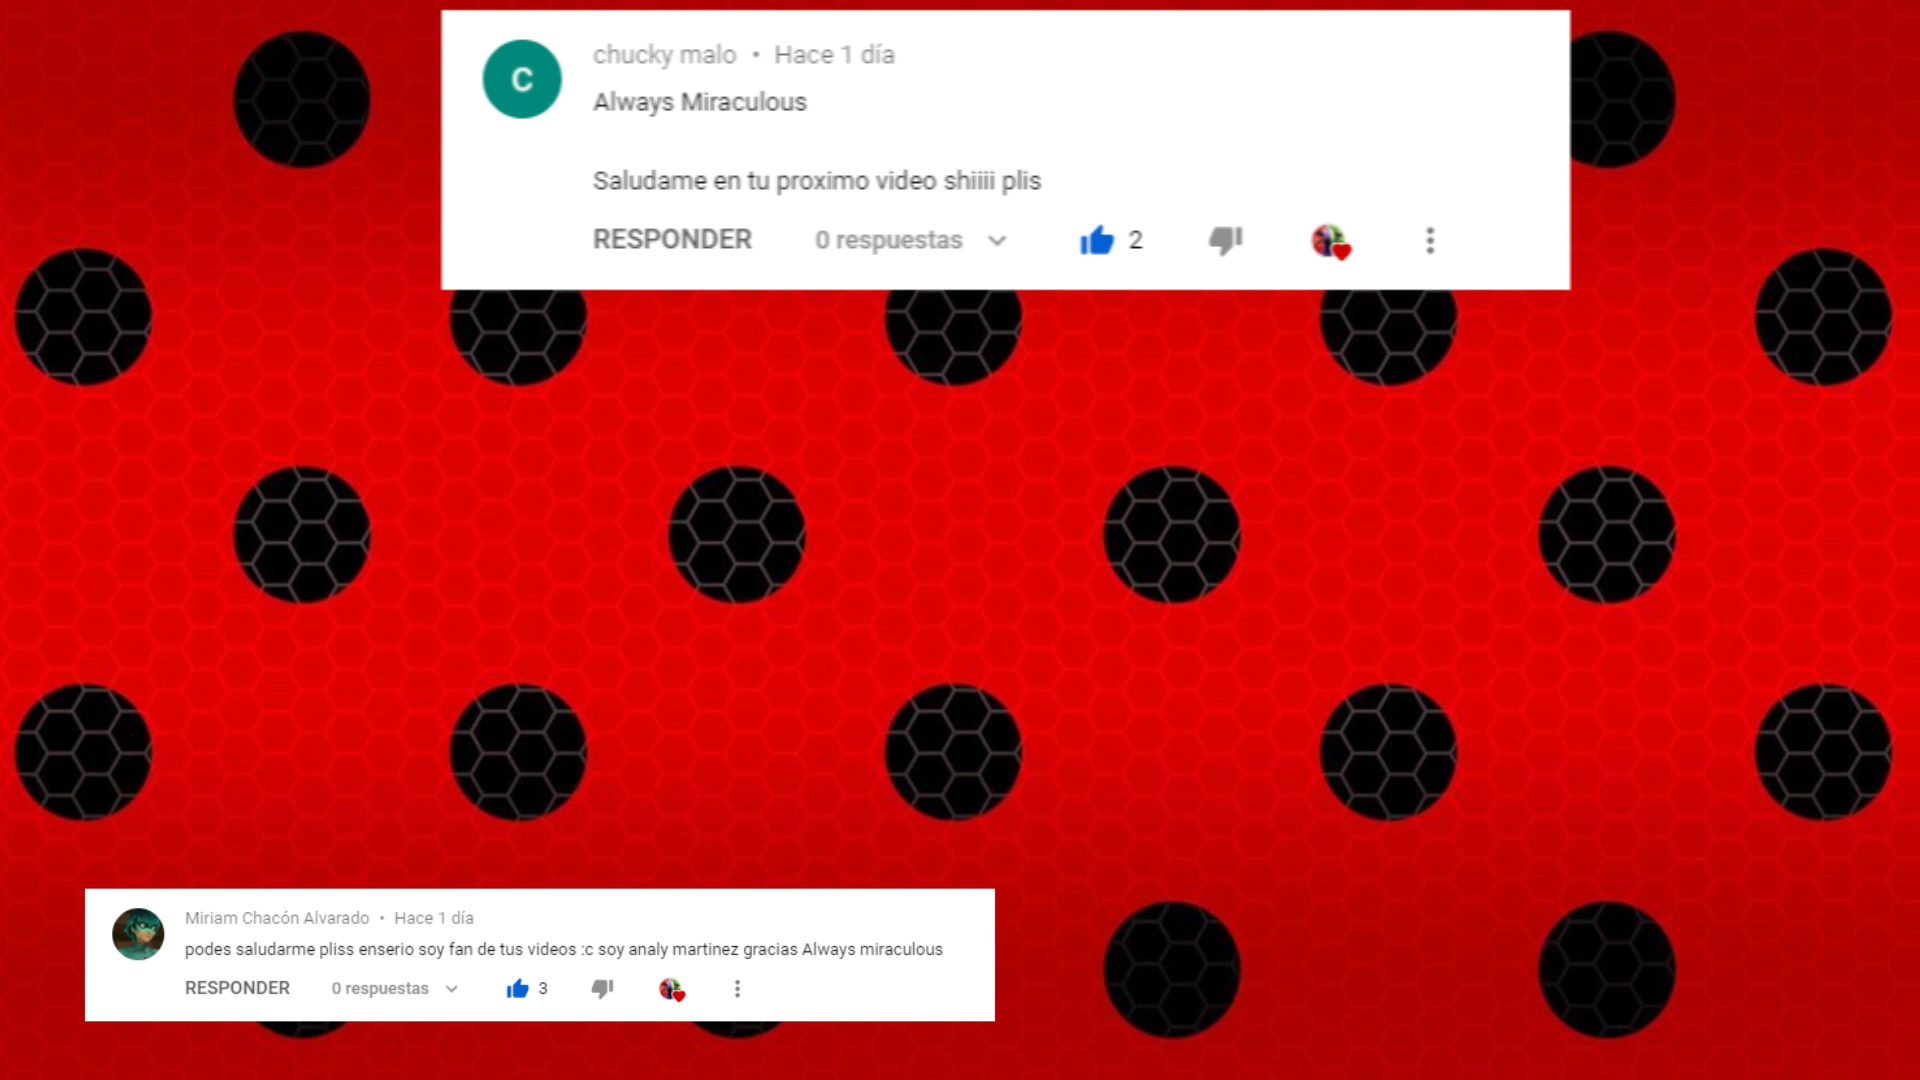 C
chucky malo • Hace 1 día
Always Miraculous
Saludame en tu proximo video shiiii plis
RESPONDER 0 respuestas 2
Miriam Chacón Alvarado • Hace 1 día
podes saludarme pliss enserio soy fan de tus videos :c soy analy martinez gracias Always miraculous
RESPONDER 0 respuestas 3